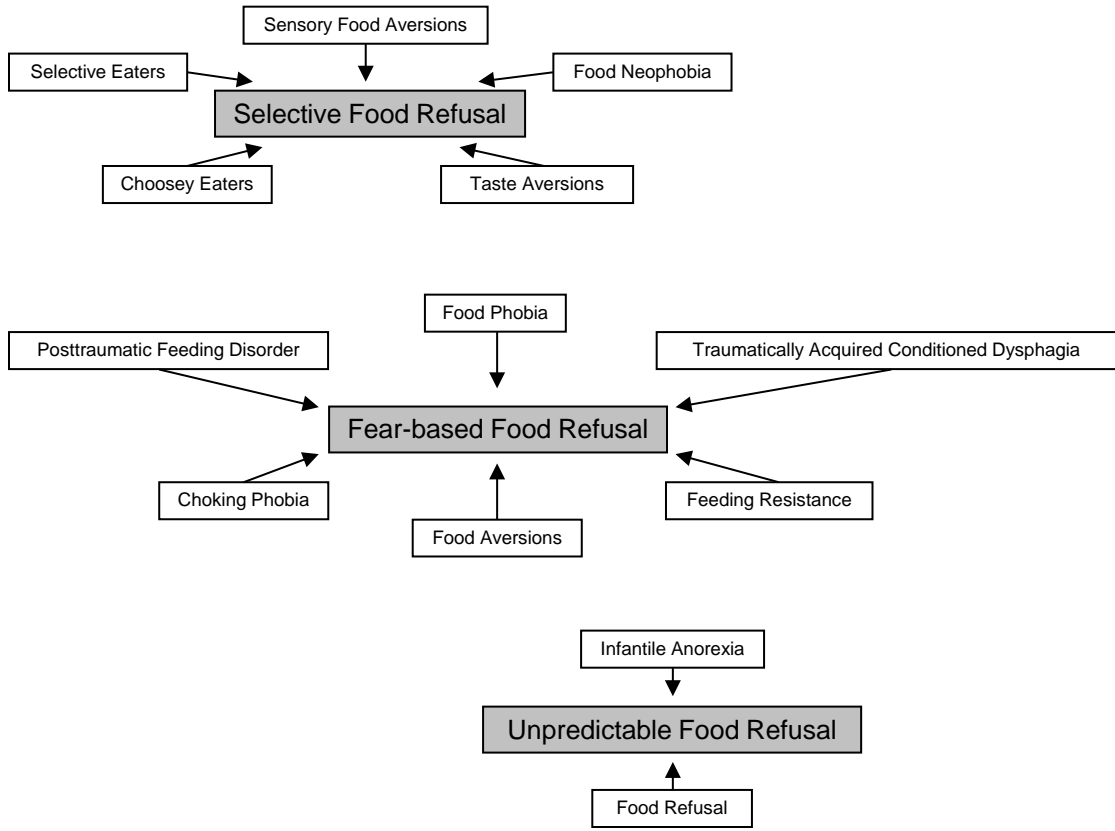 Sensory Food Aversions
Selective Eaters
Food Neophobia
Selective Food Refusal
Choosey Eaters
Taste Aversions
Food Phobia
Posttraumatic Feeding Disorder
Traumatically Acquired Conditioned Dysphagia
Fear-based Food Refusal
Choking Phobia
Feeding Resistance
Food Aversions
Infantile Anorexia
Unpredictable Food Refusal
Food Refusal